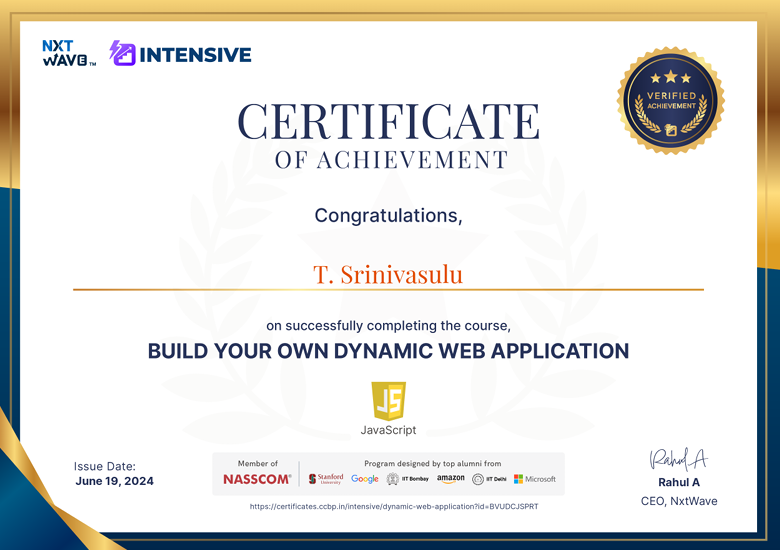 NXT
WAVE™
INTENSIVE
VERIFIED
ACHIEVEMENT
CERTIFICATE
OF ACHIEVEMENT
Congratulations,
T. Srinivasulu
on successfully completing the course,
BUILD YOUR OWN DYNAMIC WEB APPLICATION
JS
JavaScript
Issue Date:
June 19, 2024
Member of
NASSCOM®
Program designed by top alumni from
Stanford
University
Google
IIT Bombay
amazon
IIT Delhi
Microsoft
https://certificates.ccbp.in/intensive/dynamic-web-application?id=BVUDCJSPRT
Rahul A
Rahul A
CEO, NxtWave